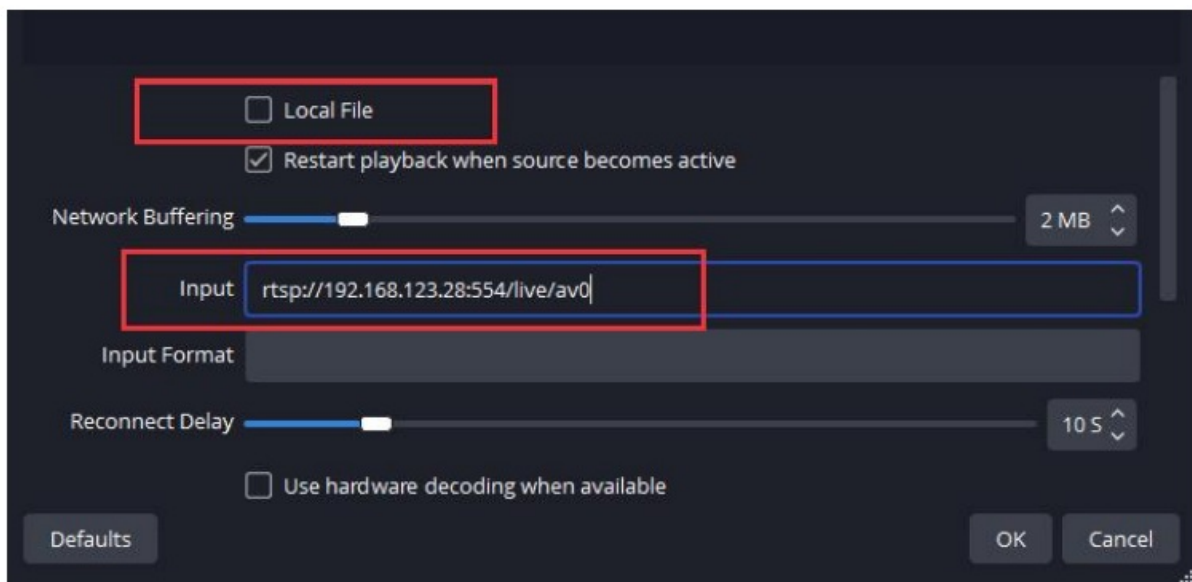 Local File
Restart playback when source becomes active
Network Buffering 2 MB
Input rtsp://192.168.123.28:554/live/av0
Input Format
Reconnect Delay 10 S
Use hardware decoding when available
Defaults OK Cancel